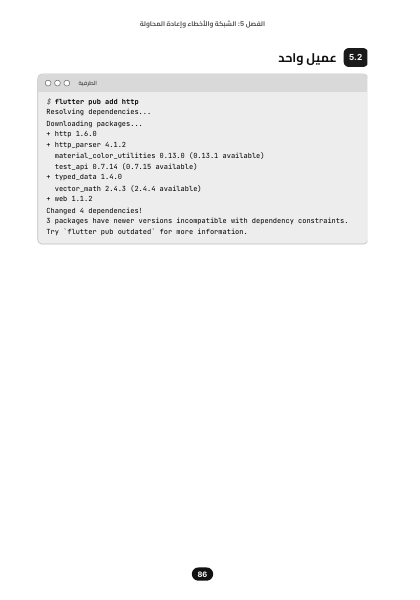 الفصل 5: الشبكة والأخطاء وإعادة المحاولة
5.2 عميل واحد
الطرفية
$ flutter pub add http
Resolving dependencies...
Downloading packages...
+ http 1.6.0
+ http_parser 4.1.2
  material_color_utilities 0.13.0 (0.13.1 available)
  test_api 0.7.14 (0.7.15 available)
+ typed_data 1.4.0
  vector_math 2.4.3 (2.4.4 available)
+ web 1.1.2
Changed 4 dependencies!
3 packages have newer versions incompatible with dependency constraints.
Try `flutter pub outdated` for more information.
86